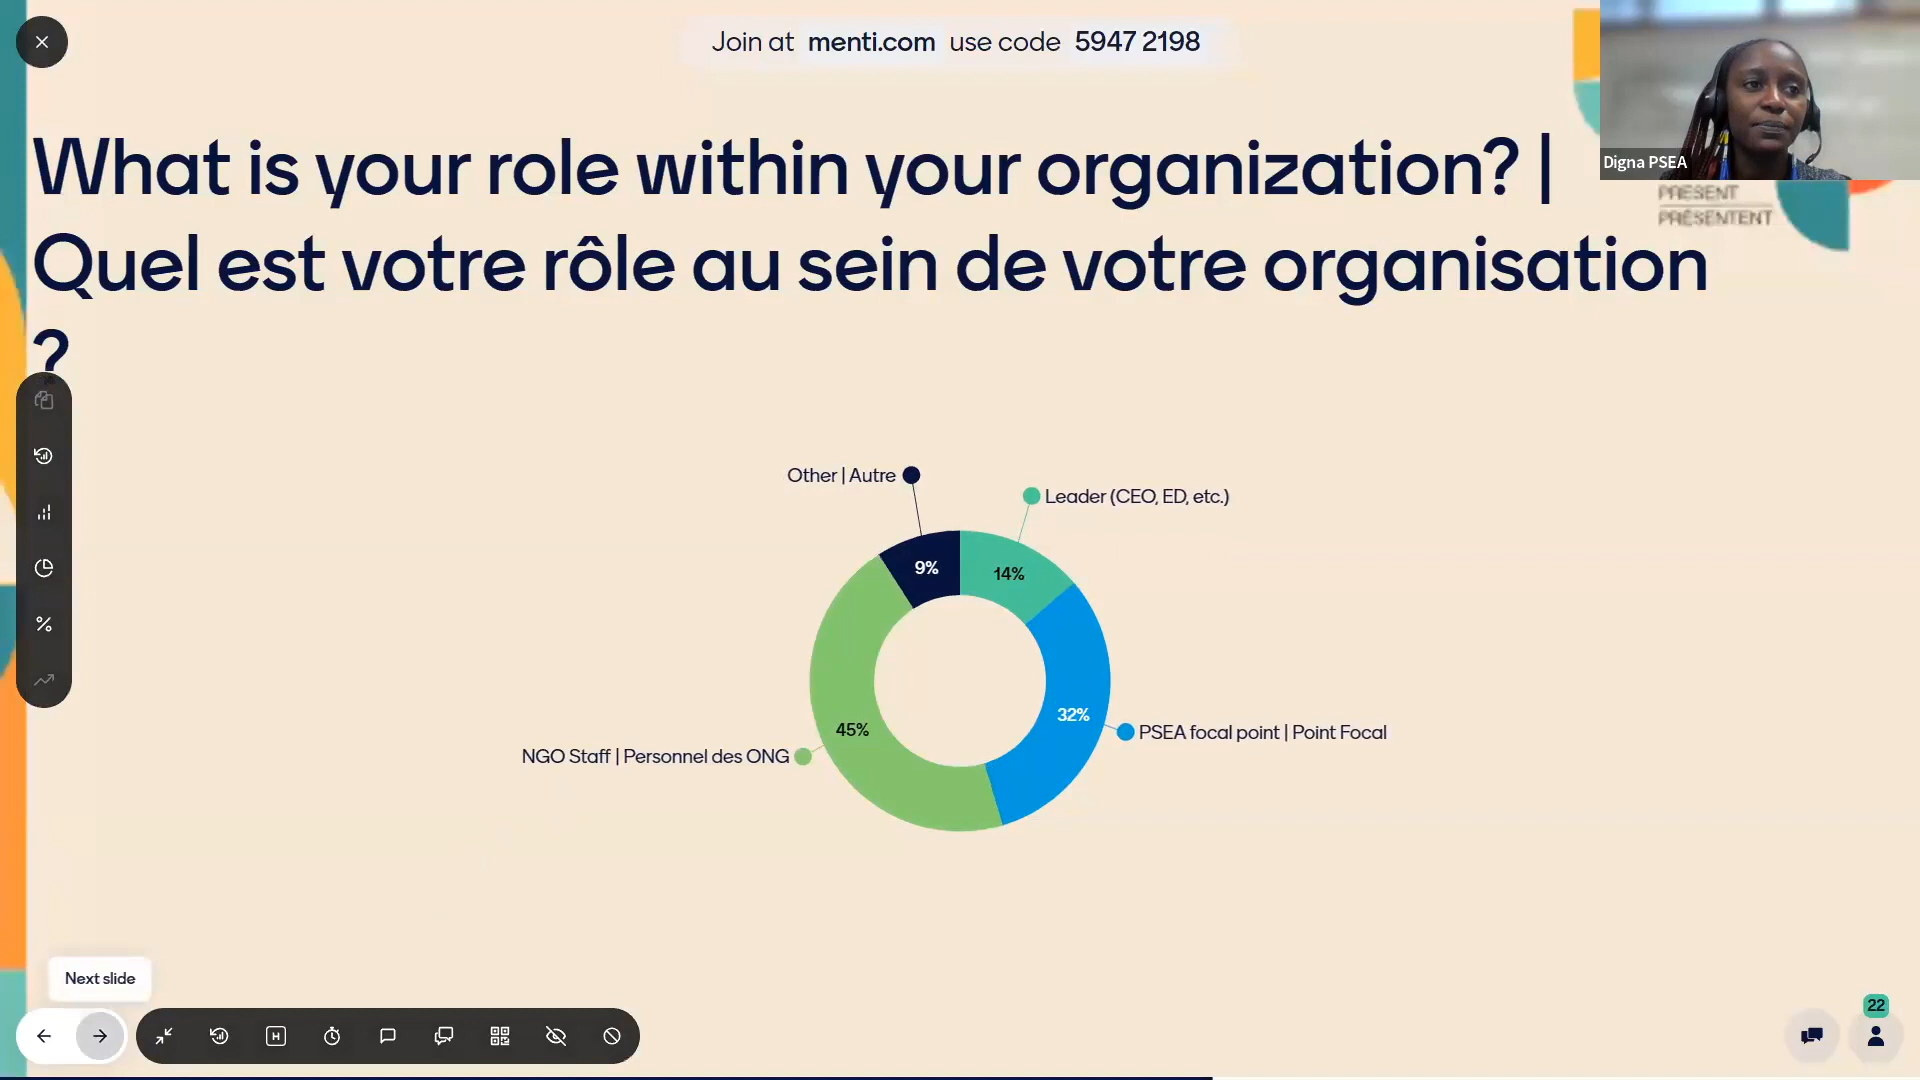 Join at menti.com use code 5947 2198
Digna PSEA
PRESENT
PRÉSENTENT
What is your role within your organization? |
Quel est votre rôle au sein de votre organisation
?
Other | Autre
Leader (CEO, ED, etc.)
9%
14%
32%
PSEA focal point | Point Focal
45%
NGO Staff | Personnel des ONG
Next slide
H
22